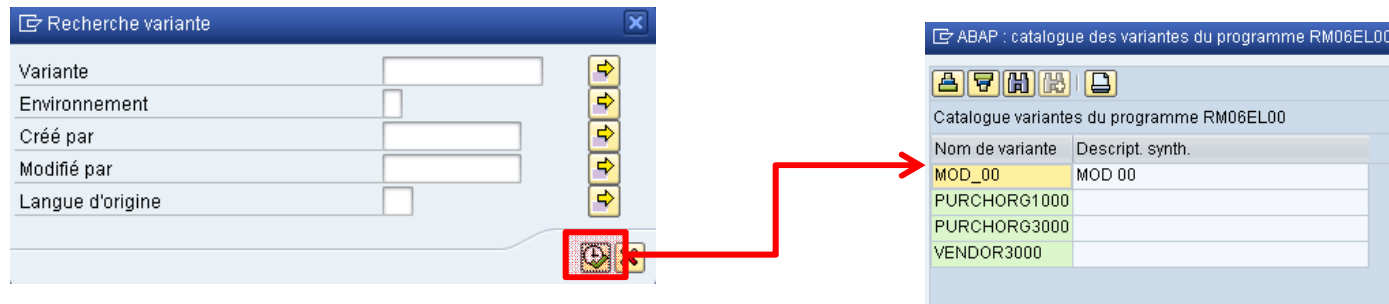 Recherche variante
Variante
Environnement
Créé par
Modifié par
Langue d'origine
ABAP : catalogue des variantes du programme RM06EL00
Catalogue variantes du programme RM06EL00
Nom de variante Descript. synth.
MOD_00 MOD 00
PURCHORG1000
PURCHORG3000
VENDOR3000